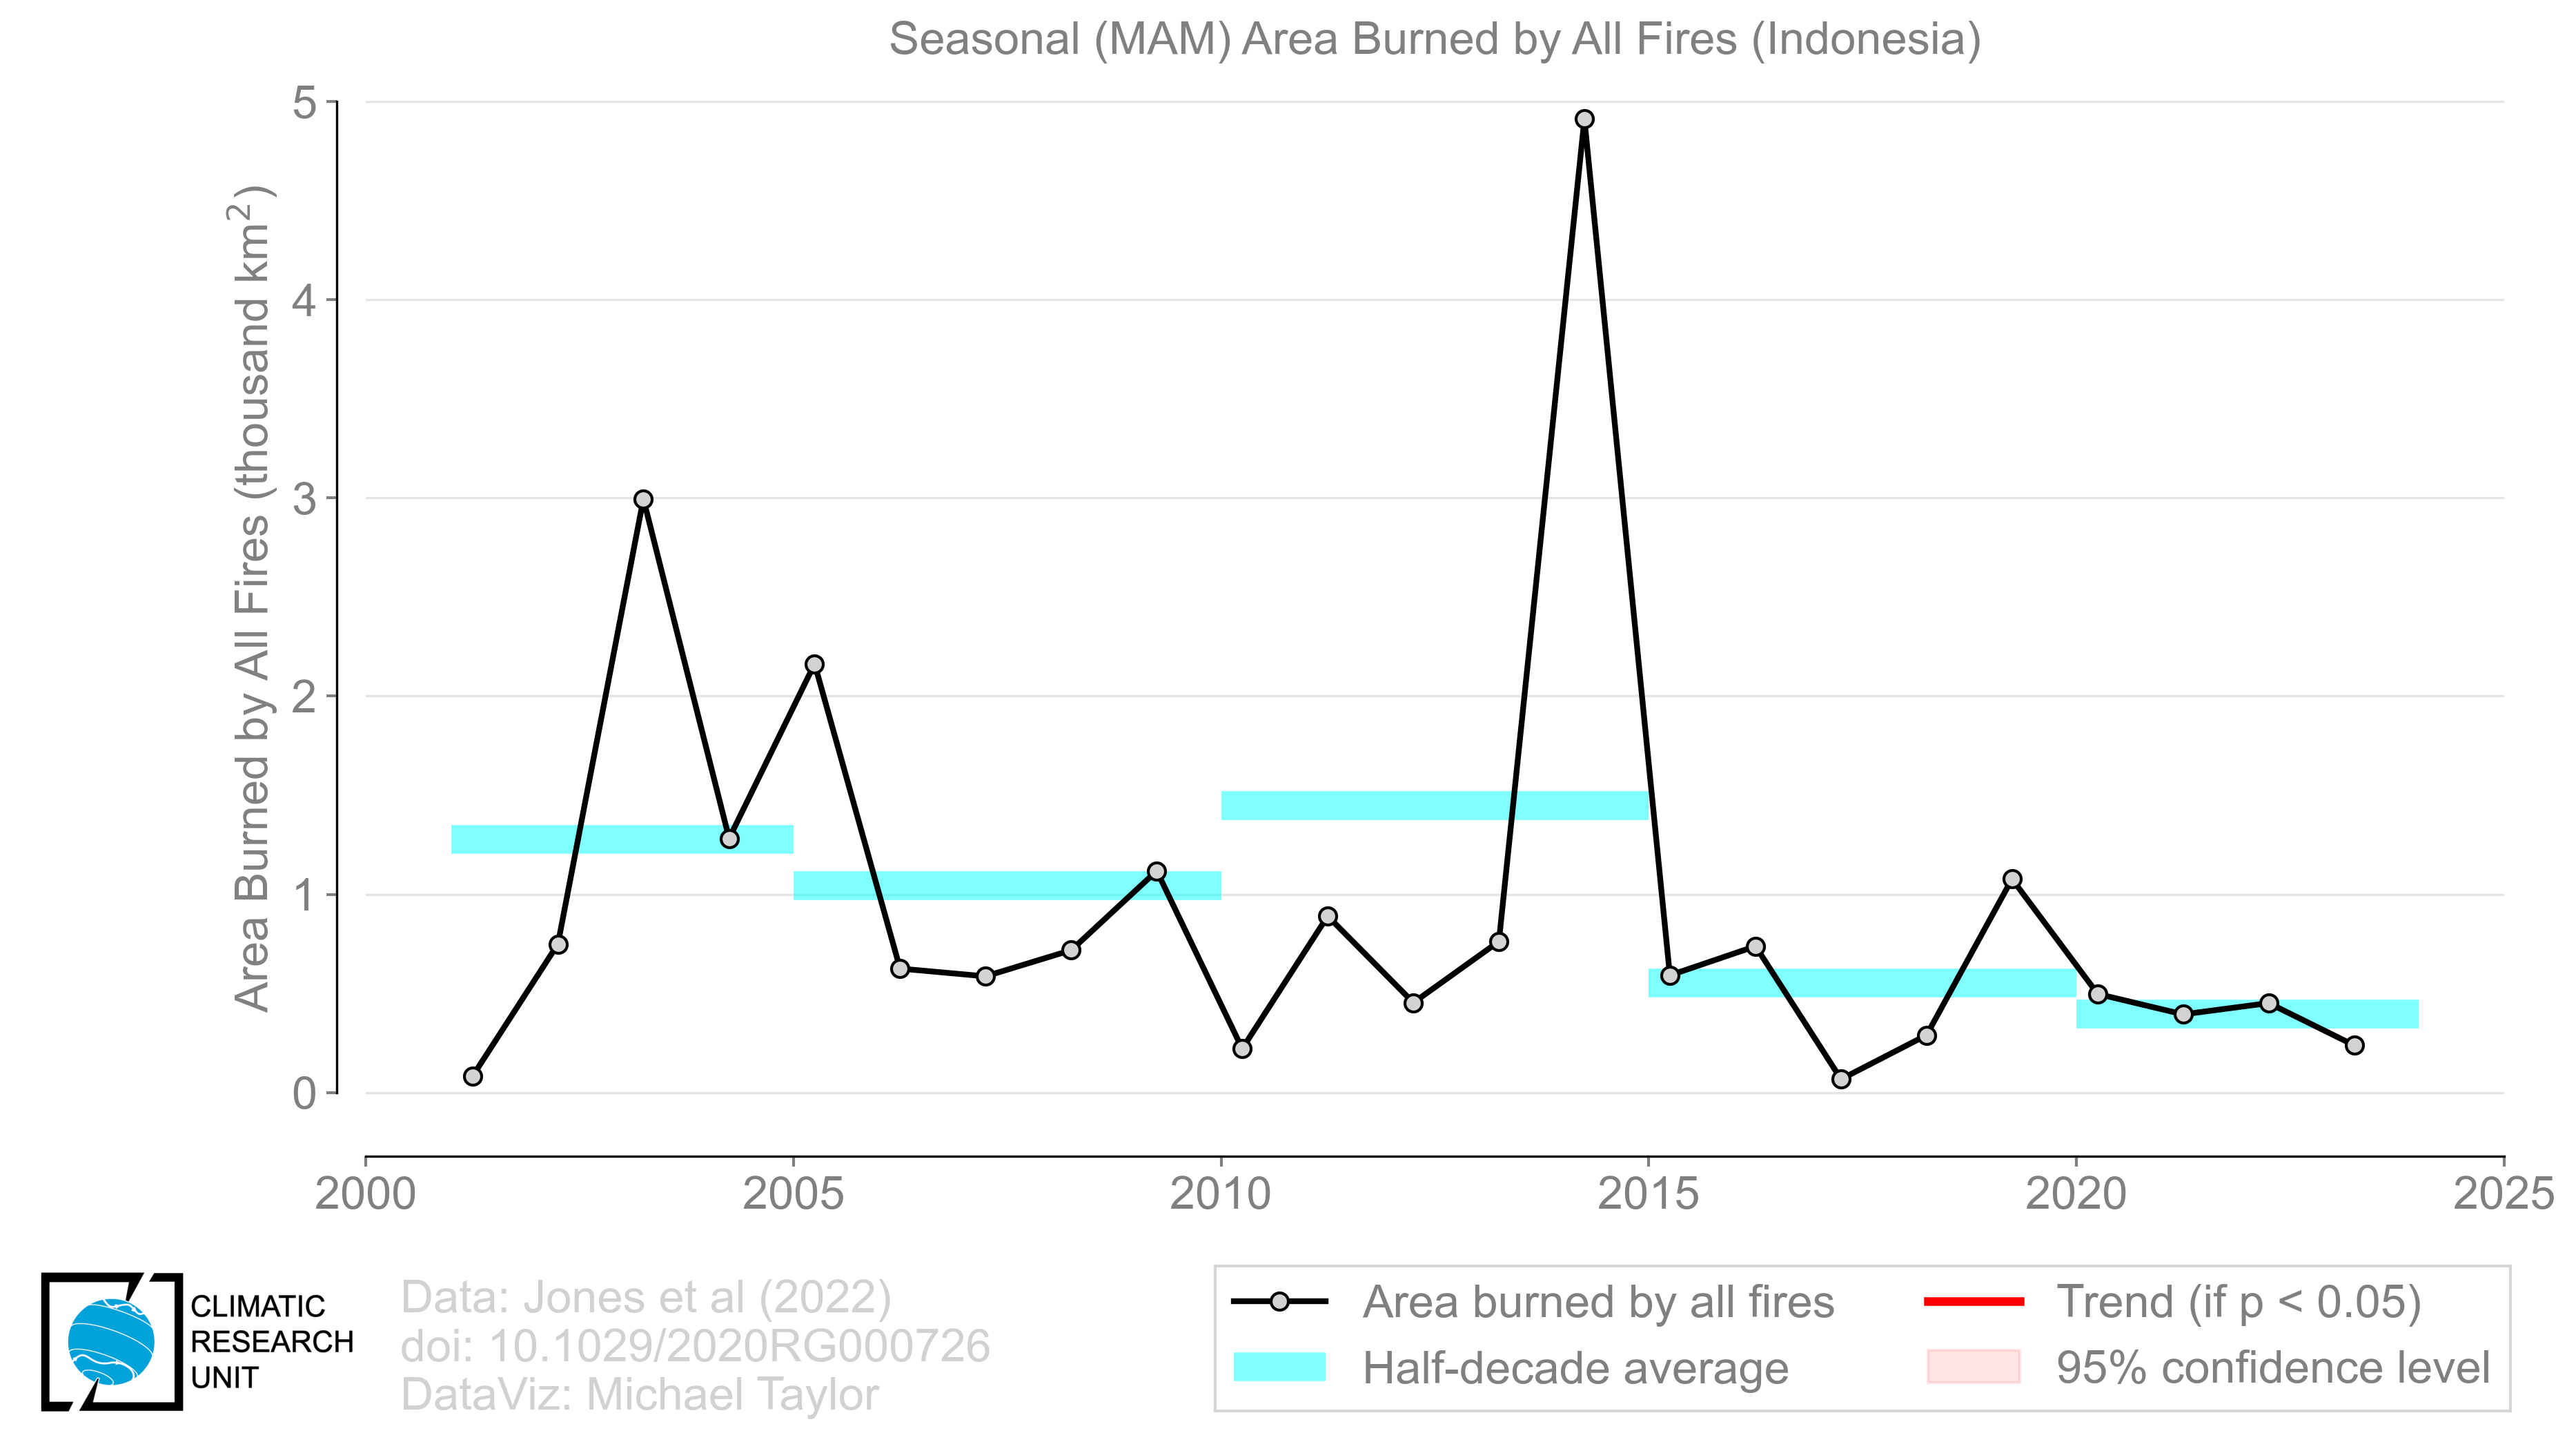 Seasonal (MAM) Area Burned by All Fires (Indonesia)
Area Burned by All Fires (thousand km²)
5
4
3
2
1
0
2000 2005 2010 2015 2020 2025
CLIMATIC
RESEARCH
UNIT
Data: Jones et al (2022)
doi: 10.1029/2020RG000726
DataViz: Michael Taylor
Area burned by all fires
Half-decade average
Trend (if p < 0.05)
95% confidence level